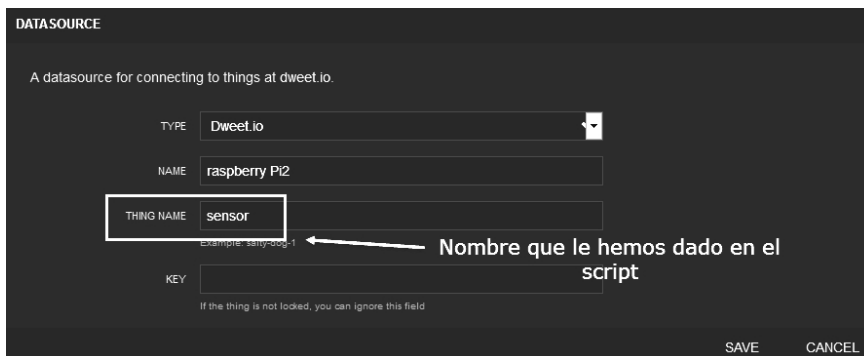 DATASOURCE
A datasource for connecting to things at dweet.io.
TYPE Dweet.io
NAME raspberry Pi2
THING NAME sensor
Example: salty-dog-1
Nombre que le hemos dado en el
script
KEY
If the thing is not locked, you can ignore this field
SAVE CANCEL